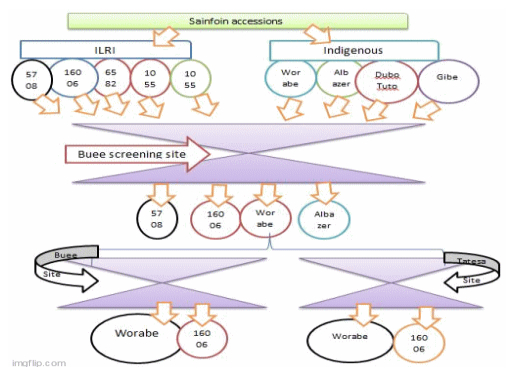 Sainfoin accessions
ILRI
Indigenous
57
08
160
06
65
82
10
55
10
55
Wor
abe
Alb
azer
Dubo
Tuto
Gibe
Buee screening site
57
08
160
06
Wor
abe
Alba
zer
Buee
Site
Tatesa
Site
Worabe
160
06
Worabe
160
06
imgflip.com